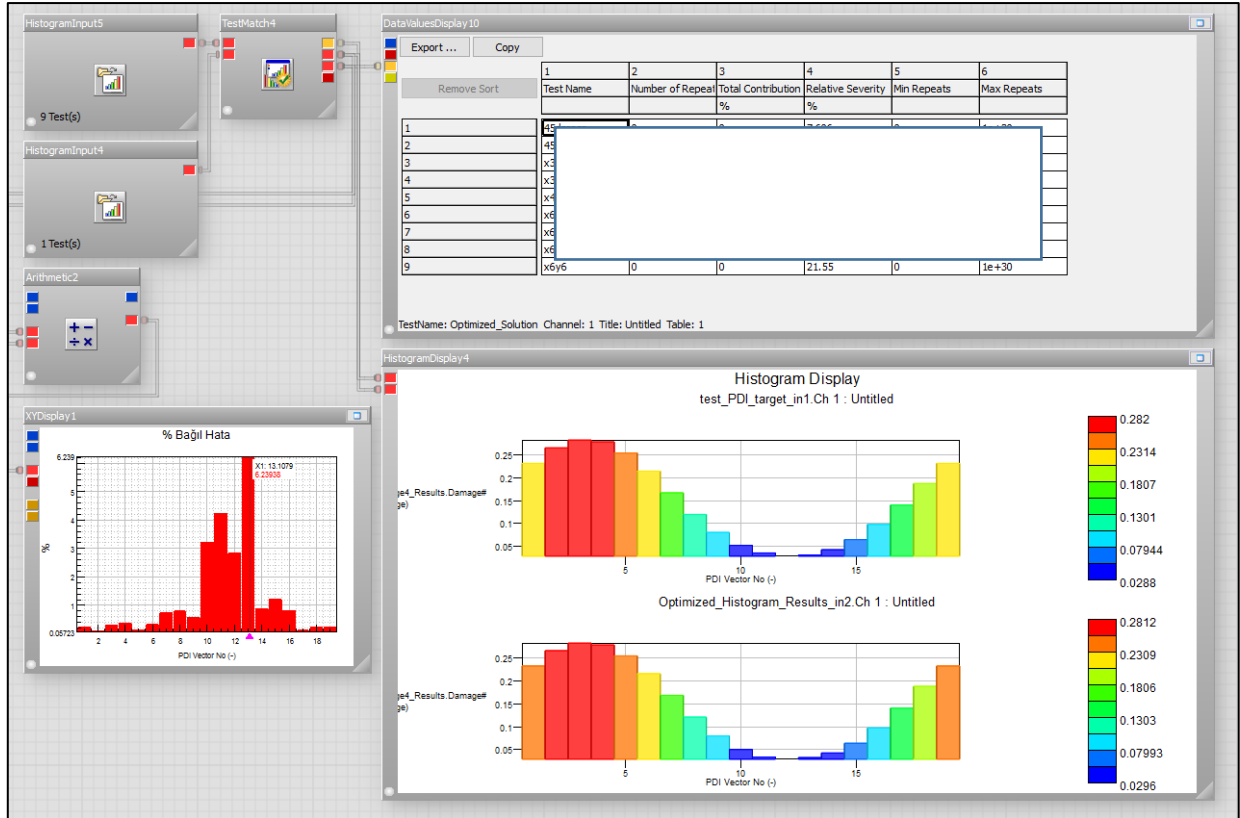 HistogramInput5
9 Test(s)
TestMatch4
HistogramInput4
1 Test(s)
Arithmetic2
XYDisplay1
% Bağıl Hata
6.239
5
4
3
2
1
0.05723
%
X1: 13.1079
6.23938
2 4 6 8 10 12 14 16 18
PDI Vector No (-)
DataValuesDisplay10
Export ... Copy
Remove Sort
1 2 3 4 5 6
Test Name Number of Repeat Total Contribution Relative Severity Min Repeats Max Repeats
% %
1
2
3
4
5
6
7
8
9 x6y6 0 0 21.55 0 1e+30
TestName: Optimized_Solution Channel: 1 Title: Untitled Table: 1
HistogramDisplay4
Histogram Display
test_PDI_target_in1.Ch 1 : Untitled
ge4_Results.Damage#
ge)
0.25
0.2
0.15
0.1
0.05
5 10 15
PDI Vector No (-)
0.282
0.2314
0.1807
0.1301
0.07944
0.0288
Optimized_Histogram_Results_in2.Ch 1 : Untitled
ge4_Results.Damage#
ge)
0.25
0.2
0.15
0.1
0.05
5 10 15
PDI Vector No (-)
0.2812
0.2309
0.1806
0.1303
0.07993
0.0296